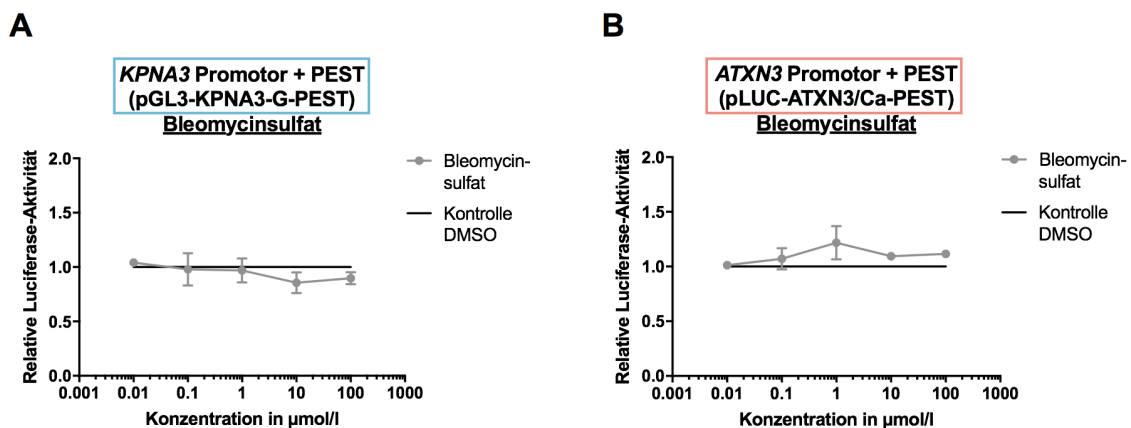 A
KPNA3 Promotor + PEST
(pGL3-KPNA3-G-PEST)
Bleomycinsulfat
Relative Luciferase-Aktivität
2.0
1.5
1.0
0.5
0.0
0.001 0.01 0.1 1 10 100 1000
Konzentration in µmol/l
Bleomycin-
sulfat
Kontrolle
DMSO
B
ATXN3 Promotor + PEST
(pLUC-ATXN3/Ca-PEST)
Bleomycinsulfat
Relative Luciferase-Aktivität
2.0
1.5
1.0
0.5
0.0
0.001 0.01 0.1 1 10 100 1000
Konzentration in µmol/l
Bleomycin-
sulfat
Kontrolle
DMSO